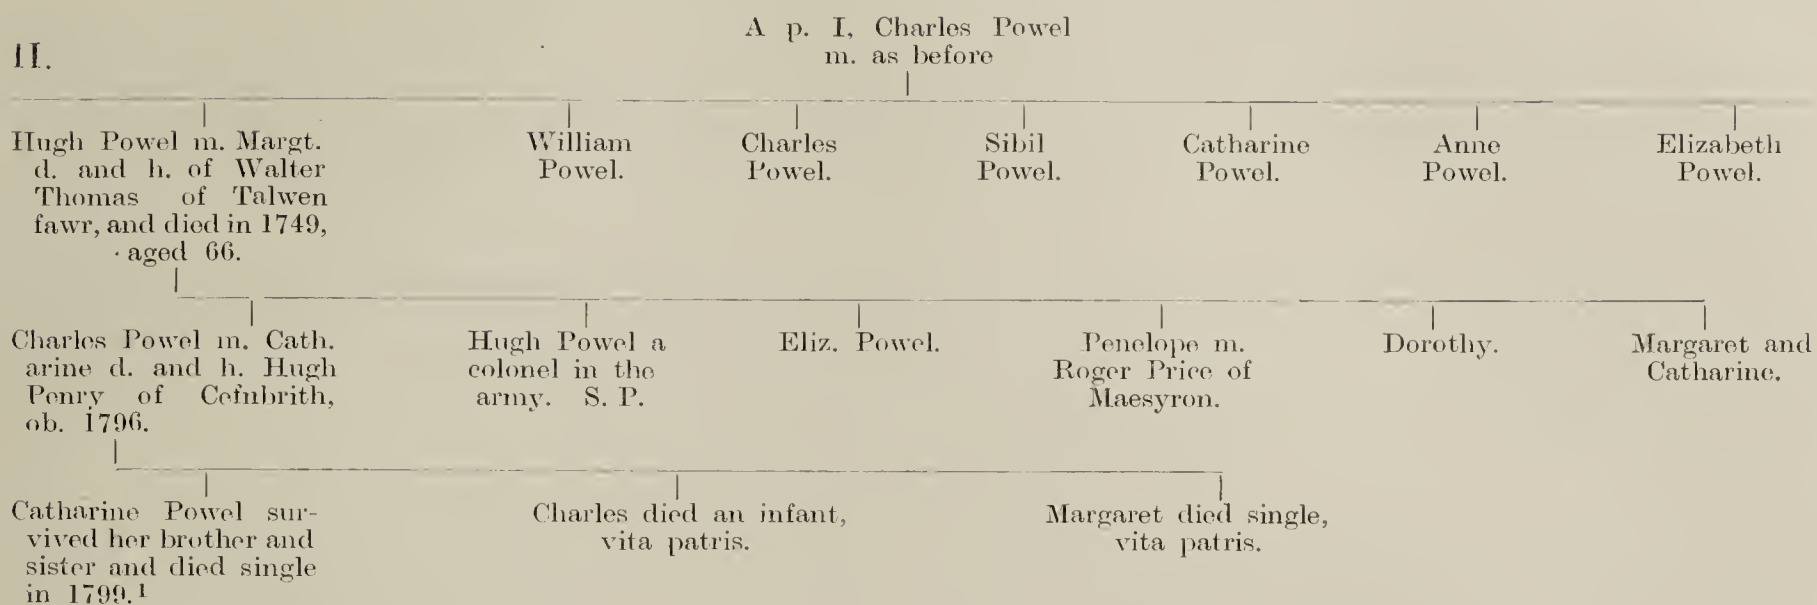 II.
A p. I, Charles Powel
m. as before
Hugh Powel m. Margt.
d. and h. of Walter
Thomas of Talwen
fawr, and died in 1749,
aged 66.
William
Powel.
Charles
Powel.
Sibil
Powel.
Catharine
Powel.
Anne
Powel.
Elizabeth
Powel.
Charles Powel m. Cath.
arine d. and h. Hugh
Penry of Cefnbrith,
ob. 1796.
Hugh Powel a
colonel in the
army. S. P.
Eliz. Powel.
Penelope m.
Roger Price of
Maesyron.
Dorothy.
Margaret and
Catharine.
Catharine Powel sur-
vived her brother and
sister and died single
in 1799.1
Charles died an infant,
vita patris.
Margaret died single,
vita patris.